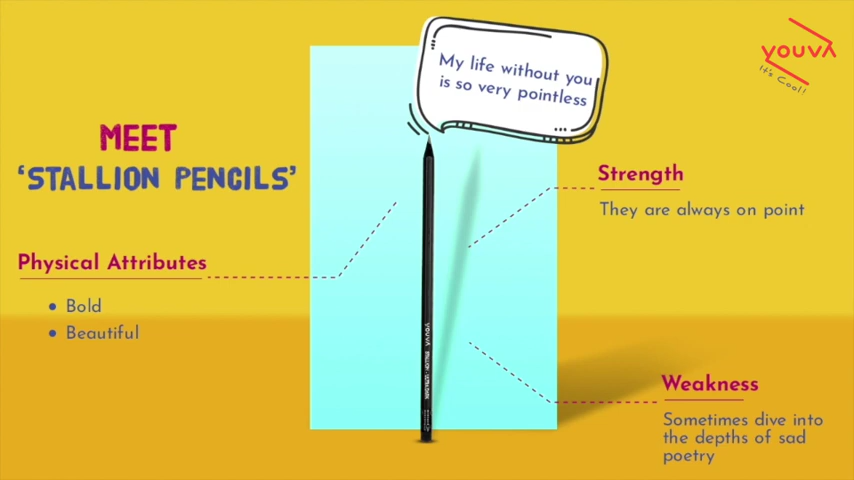 My life without you
is so very pointless
YOUVA
It's Cool!
MEET
'STALLION PENCILS'
Strength
They are always on point
Physical Attributes
• Bold
• Beautiful
YOUVA
Weakness
Sometimes dive into
the depths of sad
poetry